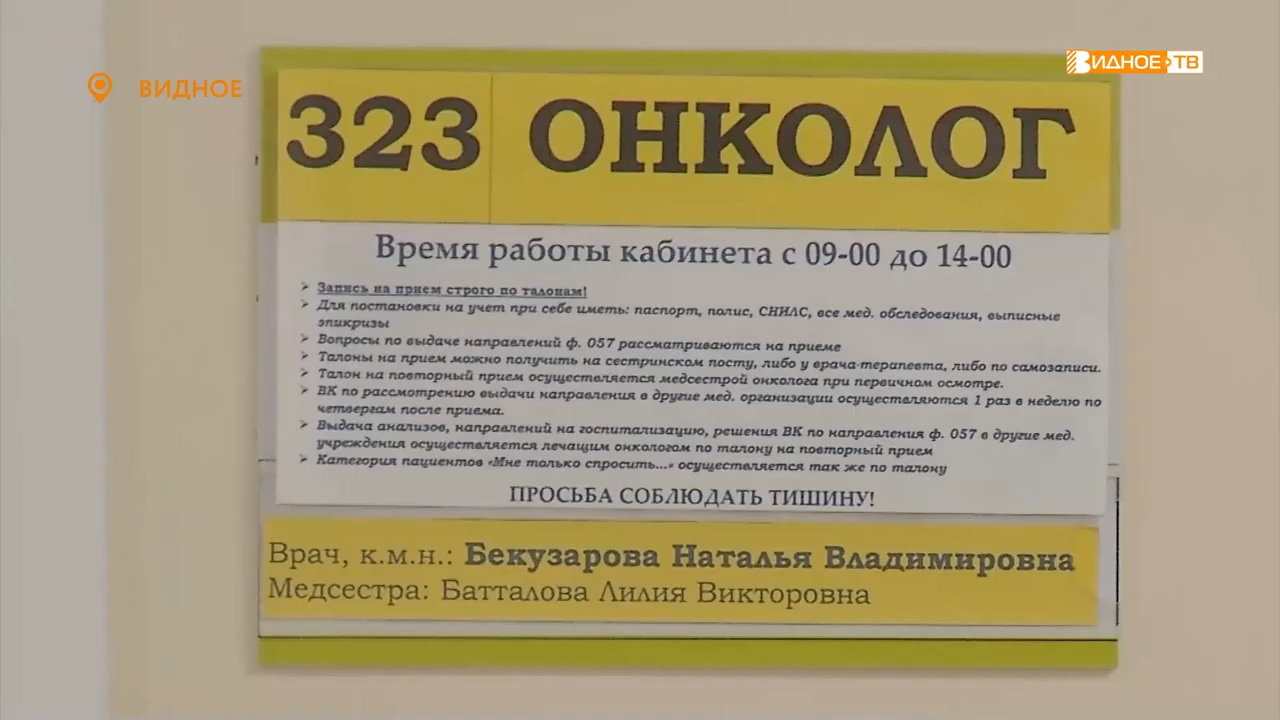 ВИДНОЕ
ВИДНОЕ ТВ
323 ОНКОЛОГ
Время работы кабинета с 09-00 до 14-00
➢ Запись на прием строго по талонам!
➢ Для постановки на учет при себе иметь: паспорт, полис, СНИЛС, все мед. обследования, выписные
эпикризы
➢ Вопросы по выдаче направлений ф. 057 рассматриваются на приеме
➢ Талоны на прием можно получить на сестринском посту, либо у врача-терапевта, либо по самозаписи.
➢ Талон на повторный прием осуществляется медсестрой онколога при первичном осмотре.
➢ ВК по рассмотрению выдачи направления в другие мед. организации осуществляются 1 раз в неделю по
четвергам после приема.
➢ Выдача анализов, направлений на госпитализацию, решения ВК по направления ф. 057 в другие мед.
учреждения осуществляется лечащим онкологом по талону на повторный прием
➢ Категория пациентов «Мне только спросить...» осуществляется так же по талону
ПРОСЬБА СОБЛЮДАТЬ ТИШИНУ!
Врач, к.м.н.: Бекузарова Наталья Владимировна
Медсестра: Батталова Лилия Викторовна